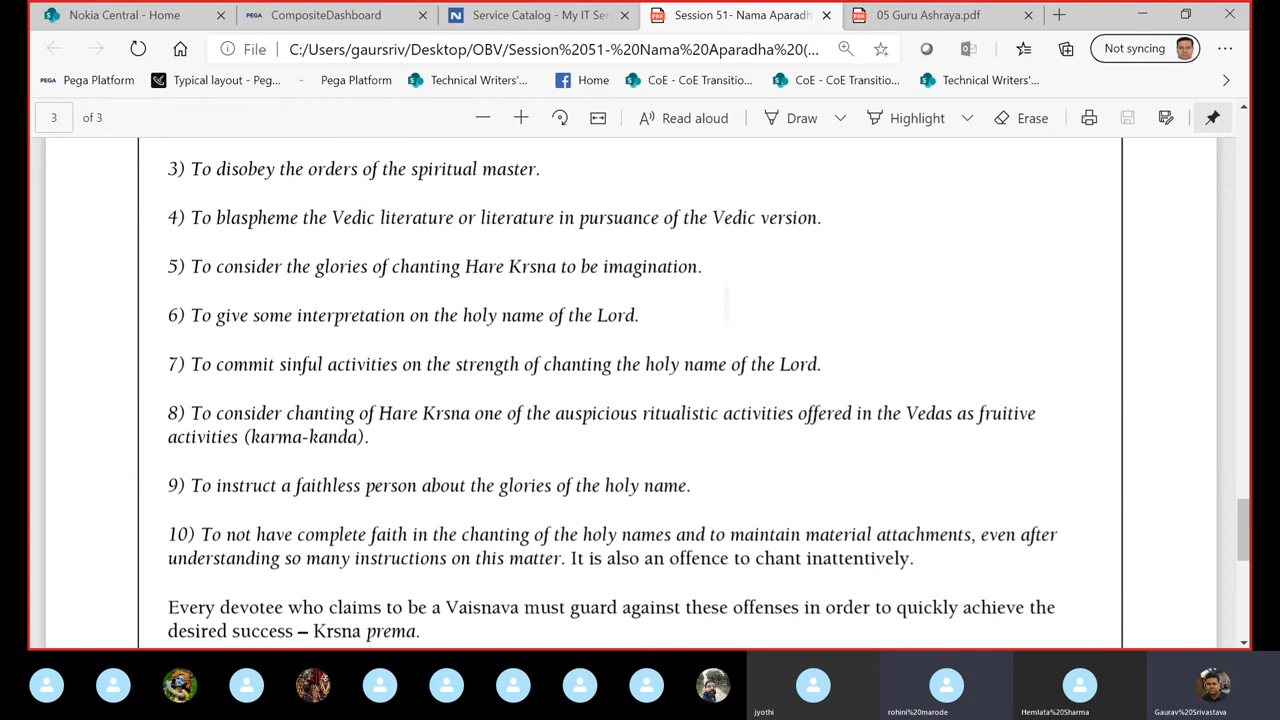 Nokia Central - Home
CompositeDashboard
Service Catalog - My IT Ser
Session 51- Nama Aparadh
05 Guru Ashraya.pdf
File
C:/Users/gaursriv/Desktop/OBV/Session%2051-%20Nama%20Aparadha%20(...
Not syncing
PEGA Pega Platform
Typical layout - Peg...
Pega Platform
Technical Writers'...
Home
CoE - CoE Transitio...
CoE - CoE Transitio...
Technical Writers'...
3 of 3
Read aloud
Draw
Highlight
Erase
3) To disobey the orders of the spiritual master.
4) To blaspheme the Vedic literature or literature in pursuance of the Vedic version.
5) To consider the glories of chanting Hare Krsna to be imagination.
6) To give some interpretation on the holy name of the Lord.
7) To commit sinful activities on the strength of chanting the holy name of the Lord.
8) To consider chanting of Hare Krsna one of the auspicious ritualistic activities offered in the Vedas as fruitive
activities (karma-kanda).
9) To instruct a faithless person about the glories of the holy name.
10) To not have complete faith in the chanting of the holy names and to maintain material attachments, even after
understanding so many instructions on this matter. It is also an offence to chant inattentively.
Every devotee who claims to be a Vaisnava must guard against these offenses in order to quickly achieve the
desired success – Krsna prema.
jyothi
rohini%20marode
Hemlata%20Sharma
Gaurav%20Srivastava